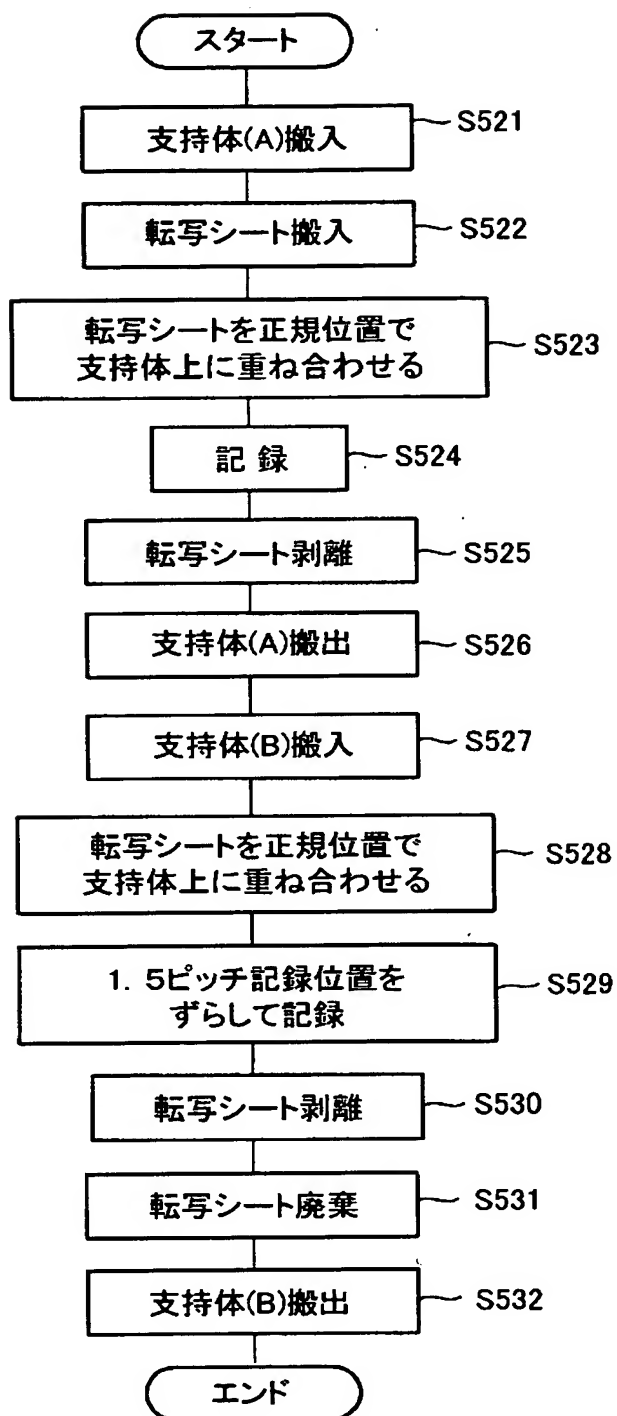 スタート
支持体(A)搬入
S521
転写シート搬入
S522
転写シートを正規位置で
支持体上に重ね合わせる
S523
記 録
S524
転写シート剥離
S525
支持体(A)搬出
S526
支持体(B)搬入
S527
転写シートを正規位置で
支持体上に重ね合わせる
S528
1. 5ピッチ記録位置を
ずらして記録
S529
転写シート剥離
S530
転写シート廃棄
S531
支持体(B)搬出
S532
エンド